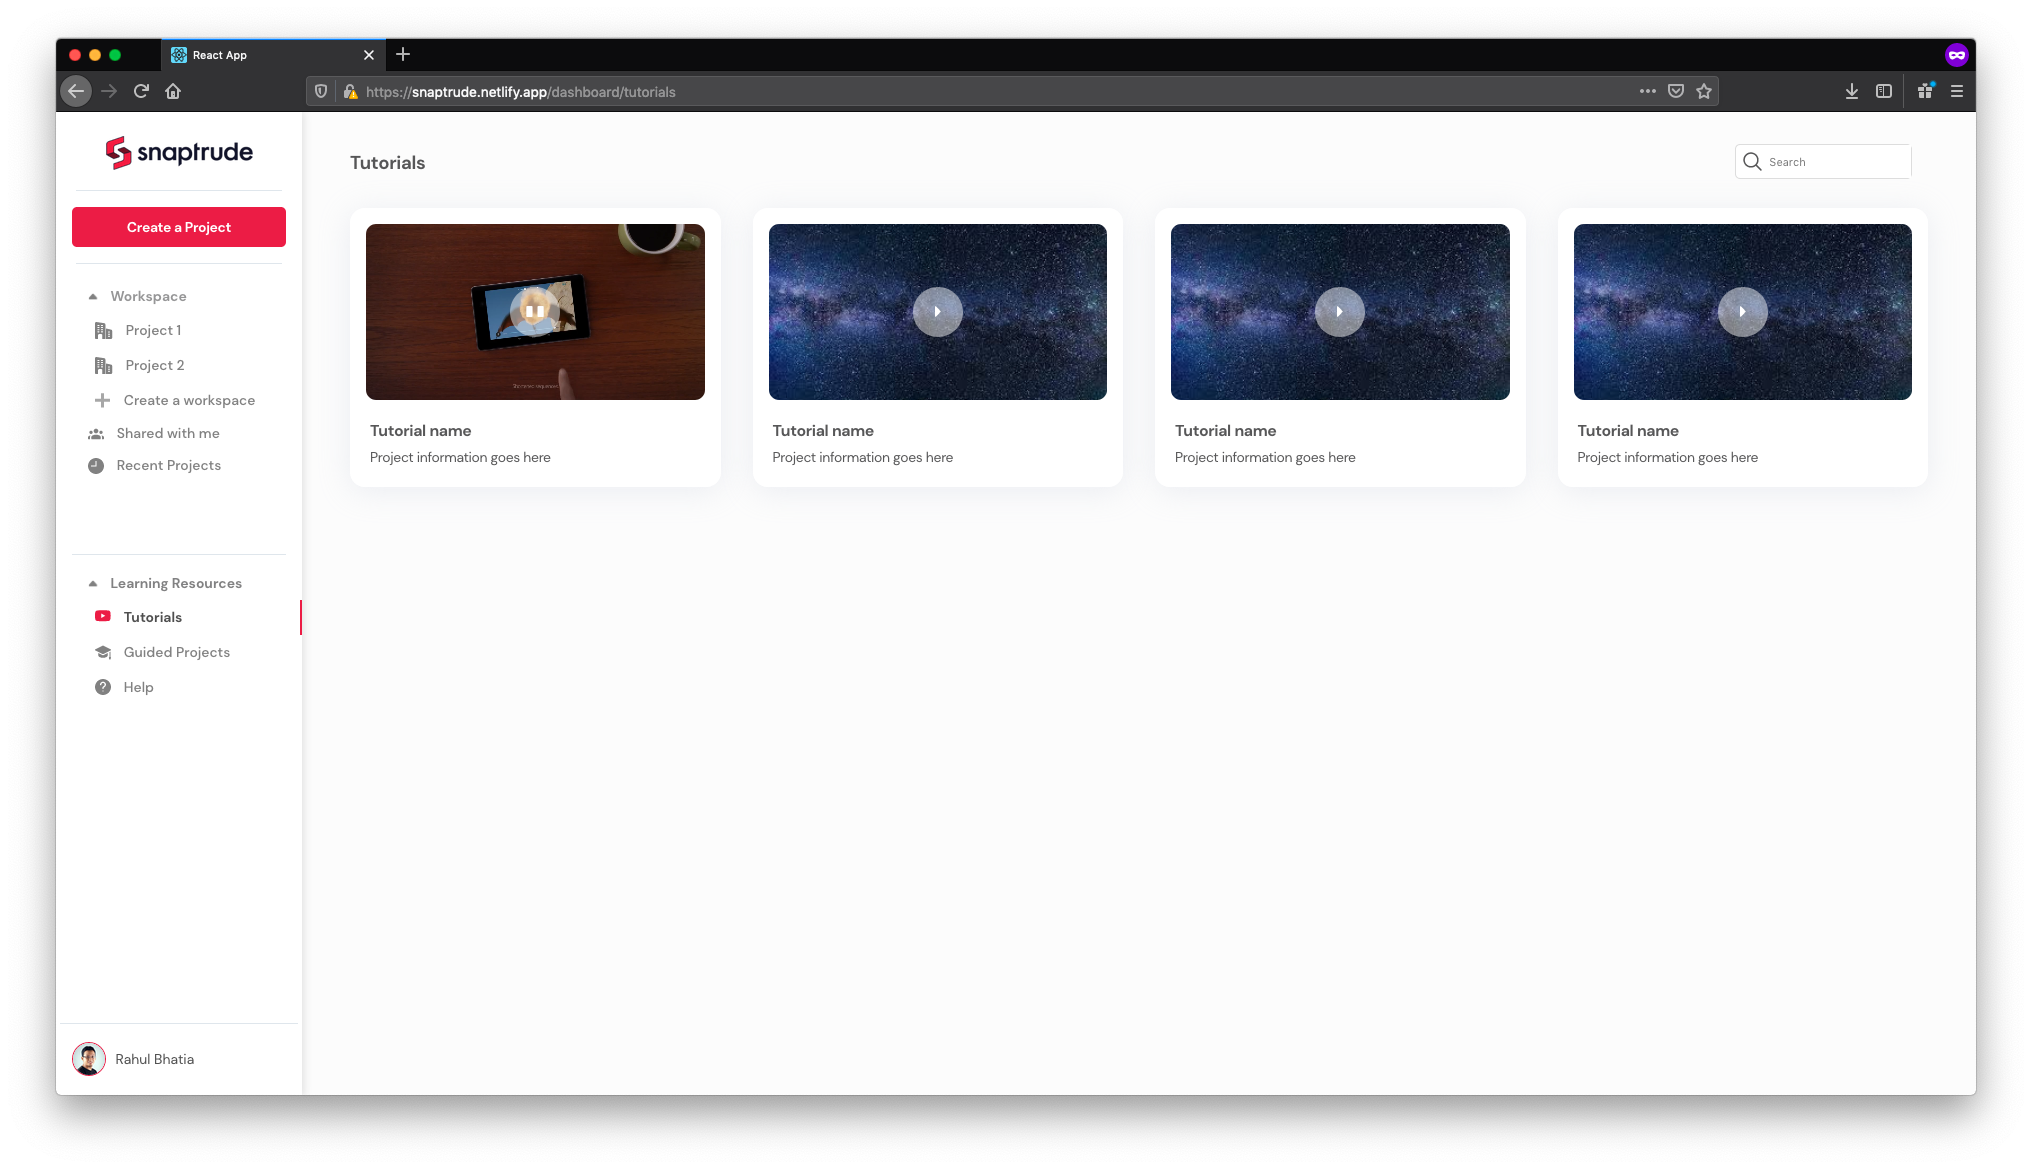 React App
https://snaptrude.netlify.app/dashboard/tutorials
snaptrude
Create a Project
Workspace
Project 1
Project 2
Create a workspace
Shared with me
Recent Projects
Learning Resources
Tutorials
Guided Projects
Help
Rahul Bhatia
Tutorials
Search
Tutorial name
Project information goes here
Tutorial name
Project information goes here
Tutorial name
Project information goes here
Tutorial name
Project information goes here